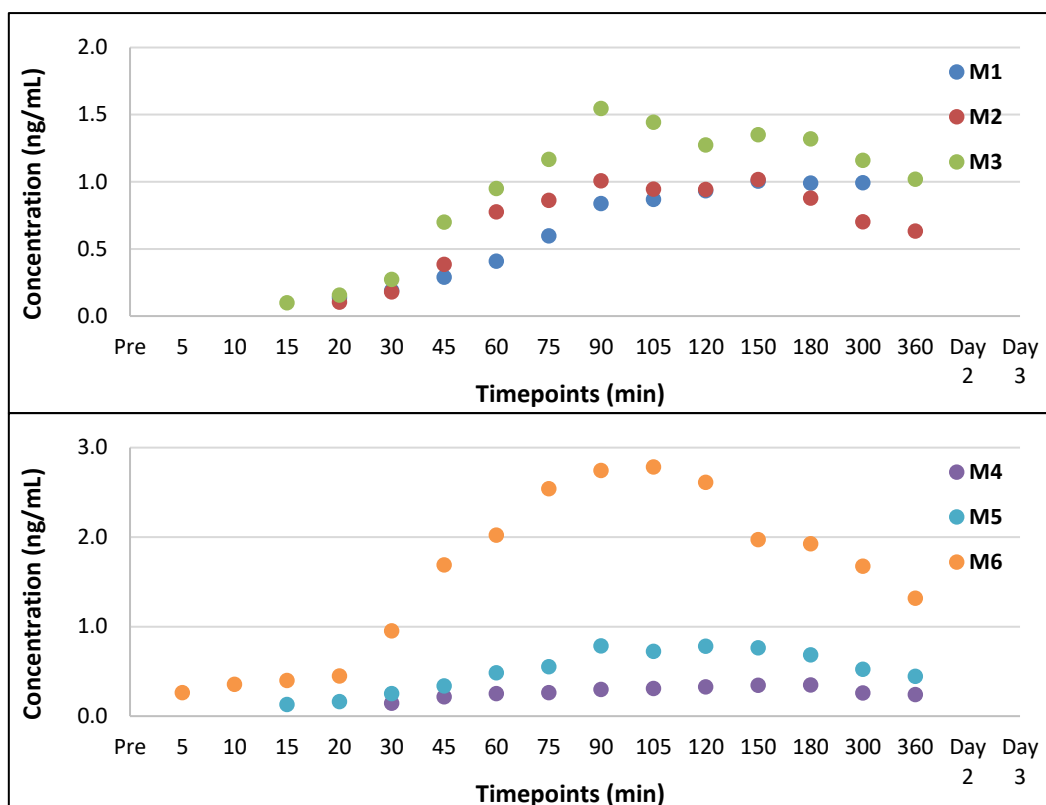 2.0
1.5
1.0
0.5
0.0
Concentration (ng/mL)
M1
M2
M3
Pre 5 10 15 20 30 45 60 75 90 105 120 150 180 300 360 Day Day
2 3
Timepoints (min)
3.0
2.0
1.0
0.0
Concentration (ng/mL)
M4
M5
M6
Pre 5 10 15 20 30 45 60 75 90 105 120 150 180 300 360 Day Day
2 3
Timepoints (min)